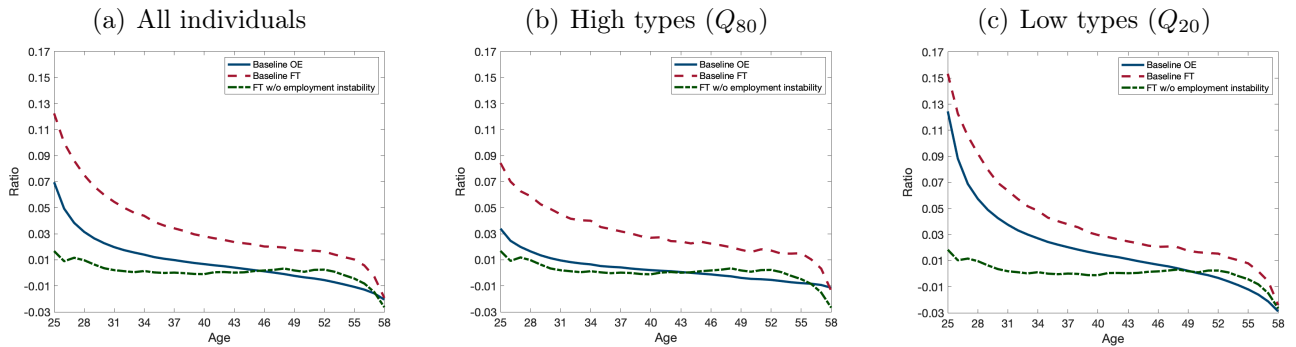 (a) All individuals
(b) High types (Q80)
(c) Low types (Q20)
0.17
0.15
0.13
0.11
0.09
0.07
0.05
0.03
0.01
-0.01
-0.03
Ratio
Baseline OE
Baseline FT
FT w/o employment instability
25 28 31 34 37 40 43 46 49 52 55 58
Age
0.17
0.15
0.13
0.11
0.09
0.07
0.05
0.03
0.01
-0.01
-0.03
Ratio
Baseline OE
Baseline FT
FT w/o employment instability
25 28 31 34 37 40 43 46 49 52 55 58
Age
0.17
0.15
0.13
0.11
0.09
0.07
0.05
0.03
0.01
-0.01
-0.03
Ratio
Baseline OE
Baseline FT
FT w/o employment instability
25 28 31 34 37 40 43 46 49 52 55 58
Age